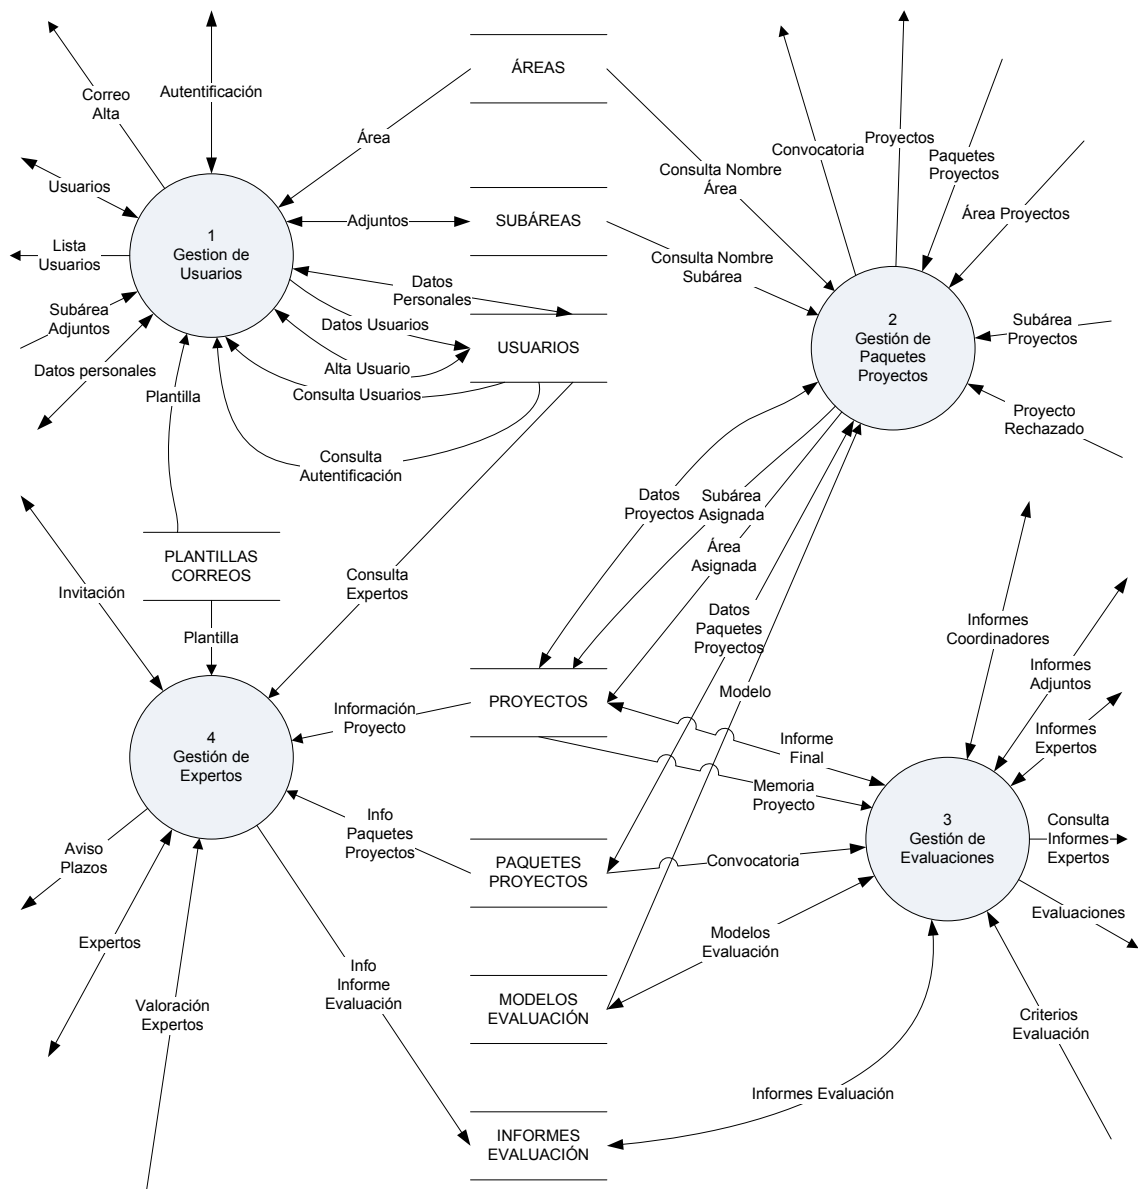 ÁREAS
Correo
Alta
Autentificación
Área
Proyectos
Convocatoria
Paquetes
Proyectos
Consulta Nombre
Área
Usuarios
Área Proyectos
Adjuntos
SUBÁREAS
1
Gestion de
Usuarios
Lista
Usuarios
Consulta Nombre
Subárea
Datos
Personales
Subárea
Adjuntos
Datos Usuarios
2
Gestión de
Paquetes
Proyectos
Subárea
Proyectos
USUARIOS
Datos personales
Alta Usuario
Plantilla
Consulta Usuarios
Proyecto
Rechazado
Consulta
Autentificación
Datos
Proyectos
Subárea
Asignada
Área
Asignada
PLANTILLAS
CORREOS
Invitación
Consulta
Expertos
Datos
Paquetes
Proyectos
Informes
Coordinadores
Plantilla
Informes
Adjuntos
Modelo
PROYECTOS
Información
Proyecto
Informes
Expertos
4
Gestión de
Expertos
Informe
Final
Memoria
Proyecto
Info
Paquetes
Proyectos
3
Gestión de
Evaluaciones
Consulta
Informes
Expertos
Aviso
Plazos
PAQUETES
PROYECTOS
Convocatoria
Evaluaciones
Expertos
Modelos
Evaluación
Info
Informe
Evaluación
MODELOS
EVALUACIÓN
Valoración
Expertos
Criterios
Evaluación
Informes Evaluación
INFORMES
EVALUACIÓN